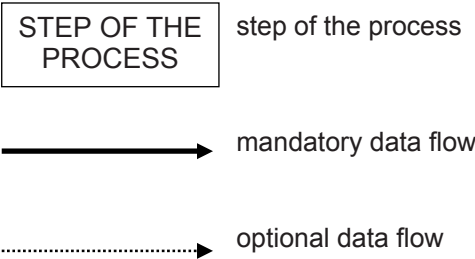 STEP OF THE
PROCESS
step of the process
mandatory data flow
optional data flow